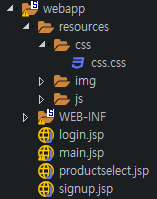 webapp
resources
css
css.css
img
js
WEB-INF
login.jsp
main.jsp
productselect.jsp
signup.jsp